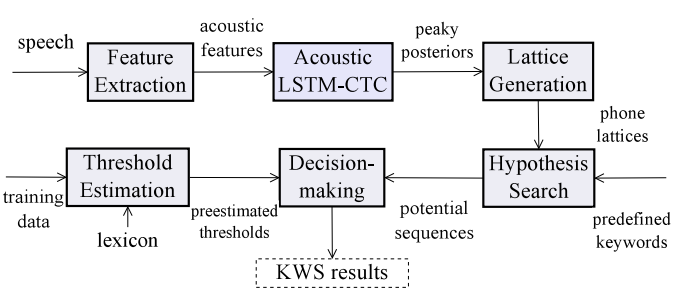 speech
Feature
Extraction
acoustic
features
Acoustic
LSTM-CTC
peaky
posteriors
Lattice
Generation
phone
lattices
training
data
Threshold
Estimation
lexicon
preestimated
thresholds
Decision-
making
potential
sequences
Hypothesis
Search
predefined
keywords
KWS results